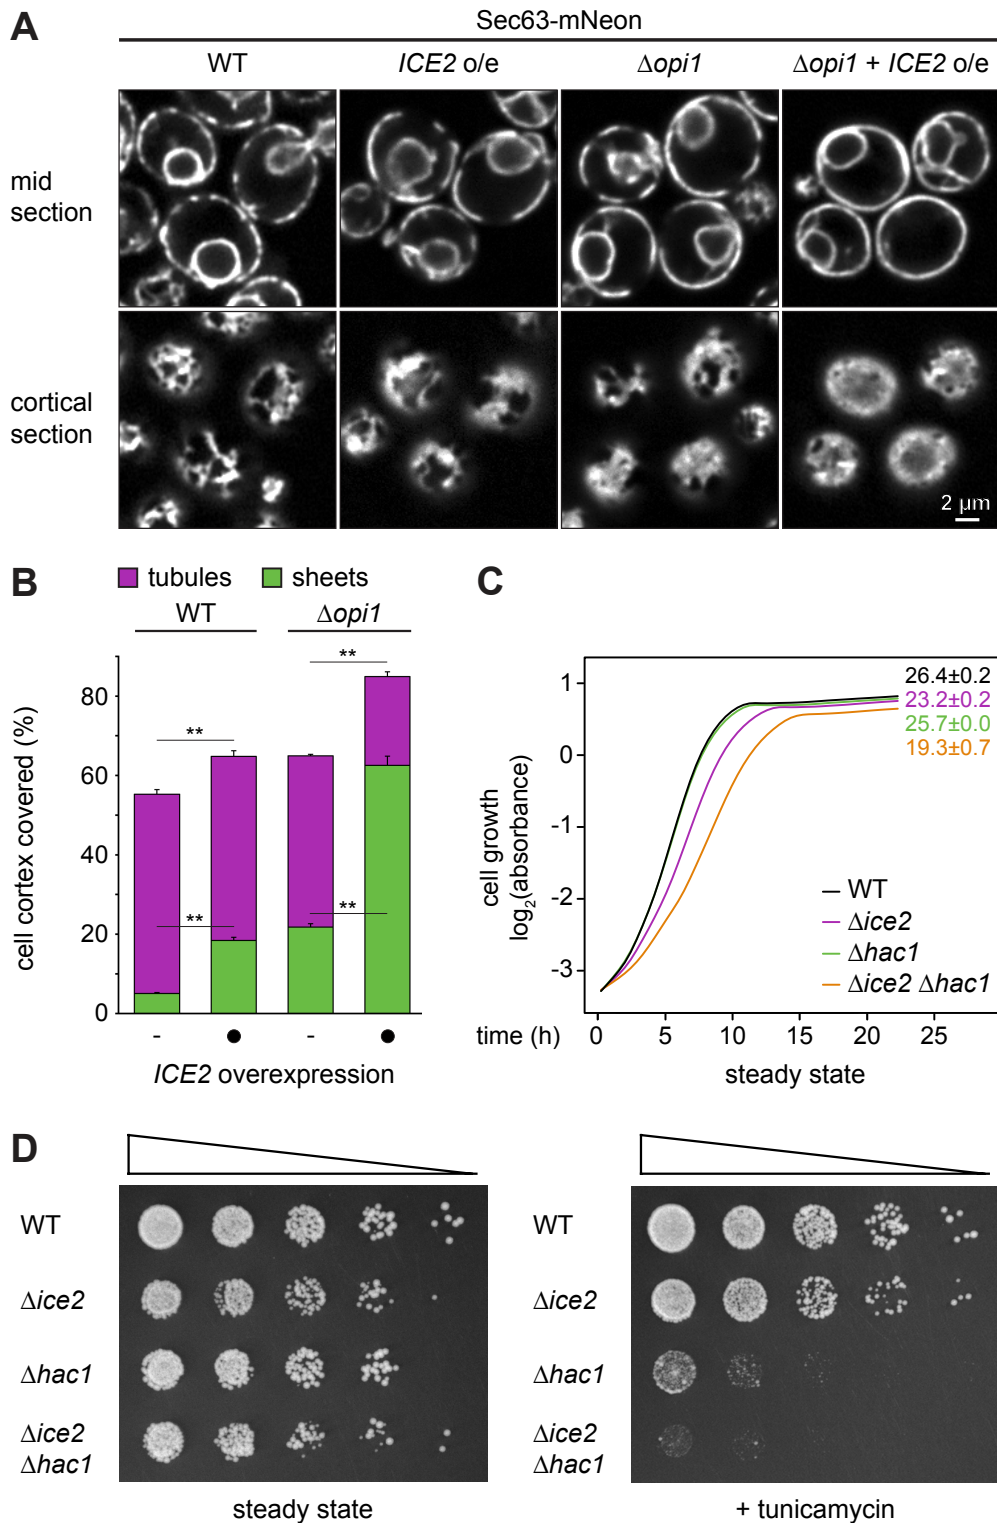 A
Sec63-mNeon
WT
ICE2 o/e
Δopi1
Δopi1 + ICE2 o/e
mid
section
cortical
section
2 µm
B
tubules
sheets
WT
Δopi1
**
**
**
**
cell cortex covered (%)
80
60
40
20
0
-
●
-
●
ICE2 overexpression
C
26.4±0.2
23.2±0.2
25.7±0.0
19.3±0.7
cell growth
log2(absorbance)
1
0
-1
-2
-3
WT
Δice2
Δhac1
Δice2 Δhac1
time (h)
0
5
10
15
20
25
steady state
D
WT
Δice2
Δhac1
Δice2
Δhac1
steady state
WT
Δice2
Δhac1
Δice2
Δhac1
+ tunicamycin